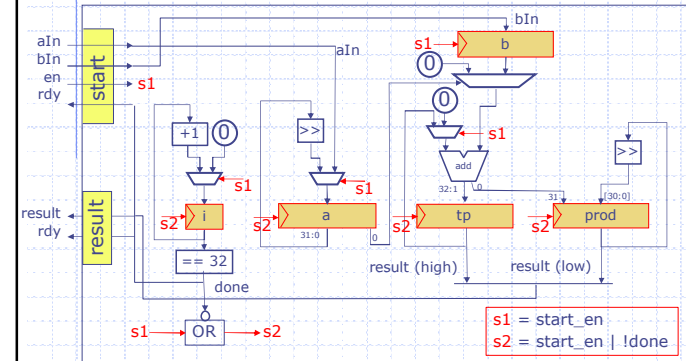 bIn
aIn
s1
b
0
aIn
bIn
en
s1
rdy
start
0
+1
0
>>
s1
>>
add
s1
s1
32:1
0
31
[30:0]
s2
i
s2
a
s2
tp
s2
prod
31:0
0
result
rdy
result
== 32
result (high)
result (low)
done
s1
OR
s2
s1 = start_en
s2 = start_en | !done